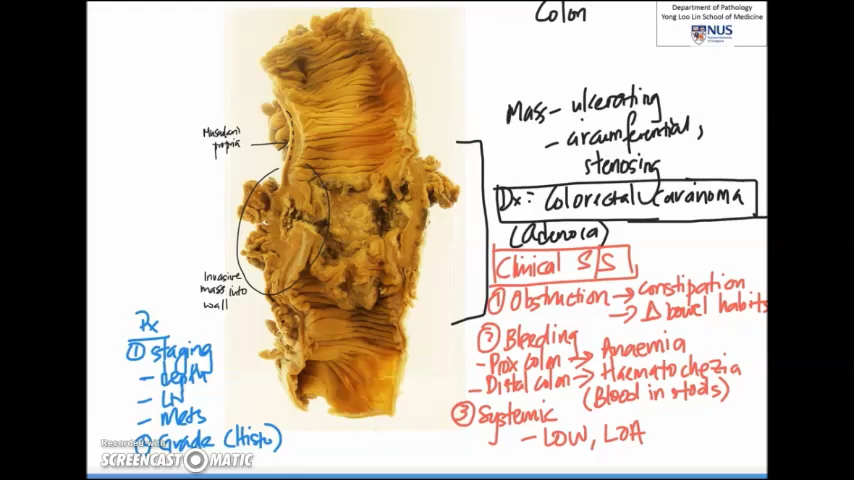 Colon
Department of Pathology
Yong Loo Lin School of Medicine
NUS
Mass - ulcerating
- circumferential,
stenosing
Dx: Colorectal Carcinoma
(AdenoCa)
Clinical S/S
① Obstruction → constipation
→ Δ bowel habits
② Bleeding
- Prox colon → Anaemia
- Distal colon → Haematochezia
(Blood in stools)
③ Systemic
- LOW, LOA
Muscularis
propria
Invasive
mass into
wall
Px
① Staging
- depth
- LN
- Mets
② Grade (Histo)
Recorded with
SCREENCAST MATIC